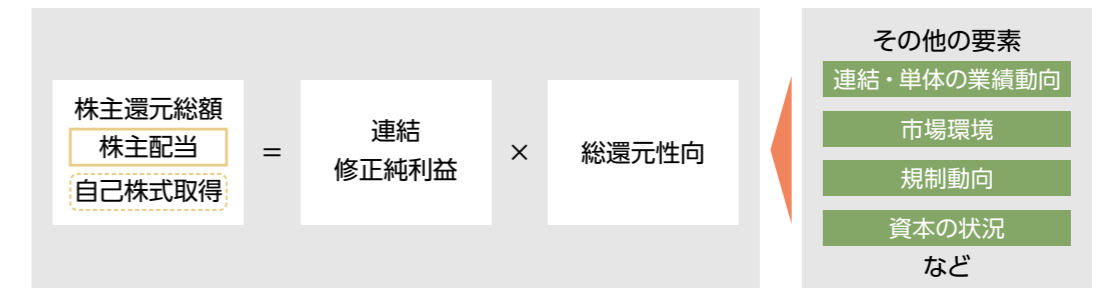 株主還元総額
株主配当
自己株式取得
=
連結
修正純利益
×
総還元性向
その他の要素
連結・単体の業績動向
市場環境
規制動向
資本の状況
など